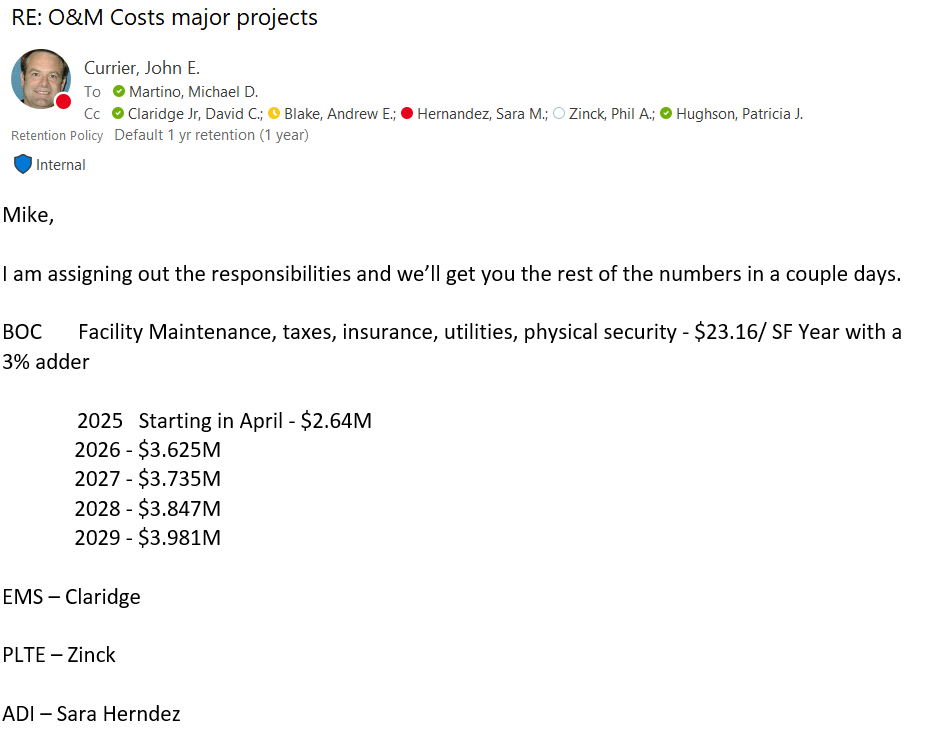 RE: O&M Costs major projects
Currier, John E.
To Martino, Michael D.
Cc Claridge Jr, David C.; Blake, Andrew E.; Hernandez, Sara M.; Zinck, Phil A.; Hughson, Patricia J.
Retention Policy Default 1 yr retention (1 year)
Internal
Mike,
I am assigning out the responsibilities and we’ll get you the rest of the numbers in a couple days.
BOC Facility Maintenance, taxes, insurance, utilities, physical security - $23.16/ SF Year with a
3% adder
2025 Starting in April - $2.64M
2026 - $3.625M
2027 - $3.735M
2028 - $3.847M
2029 - $3.981M
EMS – Claridge
PLTE – Zinck
ADI – Sara Herndez